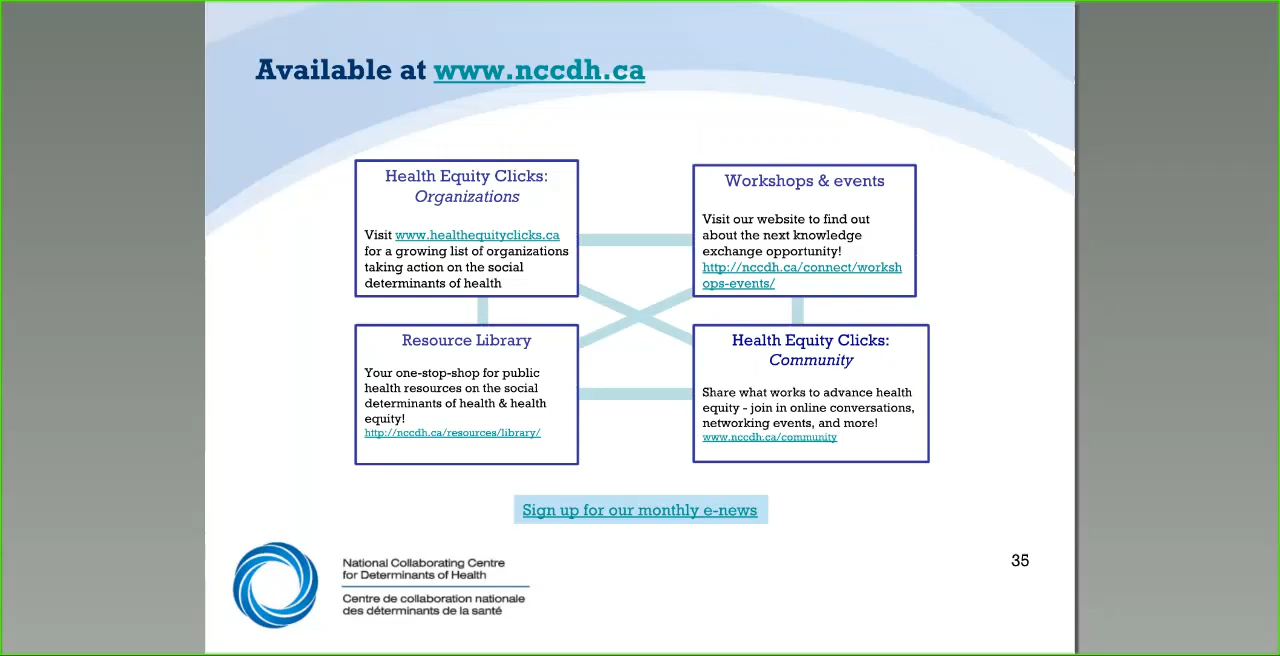 Available at www.nccdh.ca
Health Equity Clicks:
Organizations
Visit www.healthequityclicks.ca
for a growing list of organizations
taking action on the social
determinants of health
Workshops & events
Visit our website to find out
about the next knowledge
exchange opportunity!
http://nccdh.ca/connect/worksh
ops-events/
Resource Library
Your one-stop-shop for public
health resources on the social
determinants of health & health
equity!
http://nccdh.ca/resources/library/
Health Equity Clicks:
Community
Share what works to advance health
equity - join in online conversations,
networking events, and more!
www.nccdh.ca/community
Sign up for our monthly e-news
National Collaborating Centre
for Determinants of Health
Centre de collaboration nationale
des déterminants de la santé
35